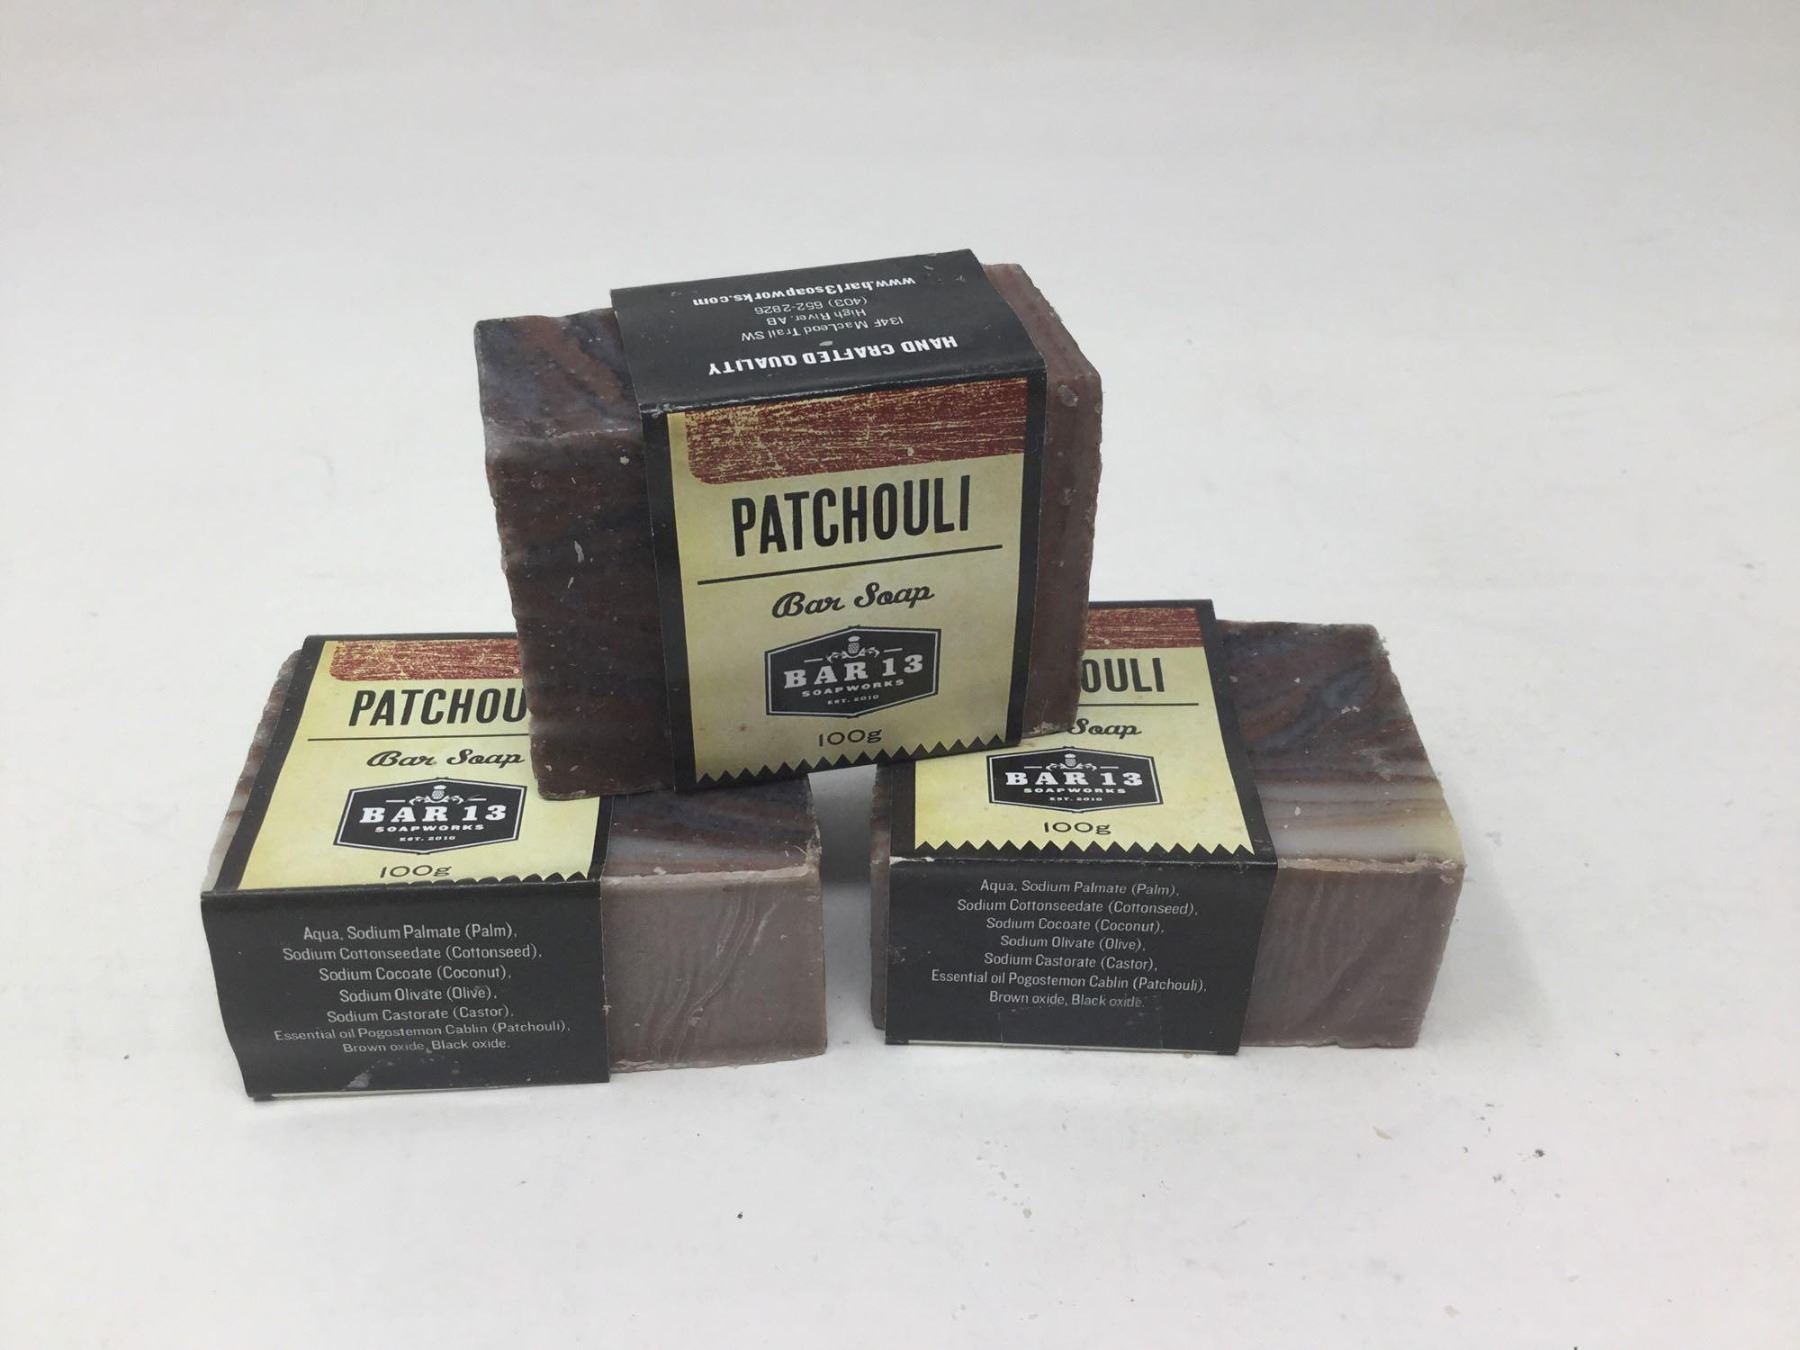 www.bar13soapworks.com
(403) 652-2826
High River, AB
134F MacLeod Trail SW
HAND CRAFTED QUALITY
PATCHOULI
Bar Soap
BAR 13
SOAPWORKS
EST. 2010
100g
PATCHOU
Bar Soap
BAR 13
SOAPWORKS
EST. 2010
100g
Aqua, Sodium Palmate (Palm),
Sodium Cottonseedate (Cottonseed),
Sodium Cocoate (Coconut),
Sodium Olivate (Olive),
Sodium Castorate (Castor),
Essential oil Pogostemon Cablin (Patchouli),
Brown oxide, Black oxide.
OULI
Soap
BAR 13
SOAPWORKS
EST. 2010
100g
Aqua, Sodium Palmate (Palm),
Sodium Cottonseedate (Cottonseed),
Sodium Cocoate (Coconut),
Sodium Olivate (Olive),
Sodium Castorate (Castor),
Essential oil Pogostemon Cablin (Patchouli),
Brown oxide, Black oxide.